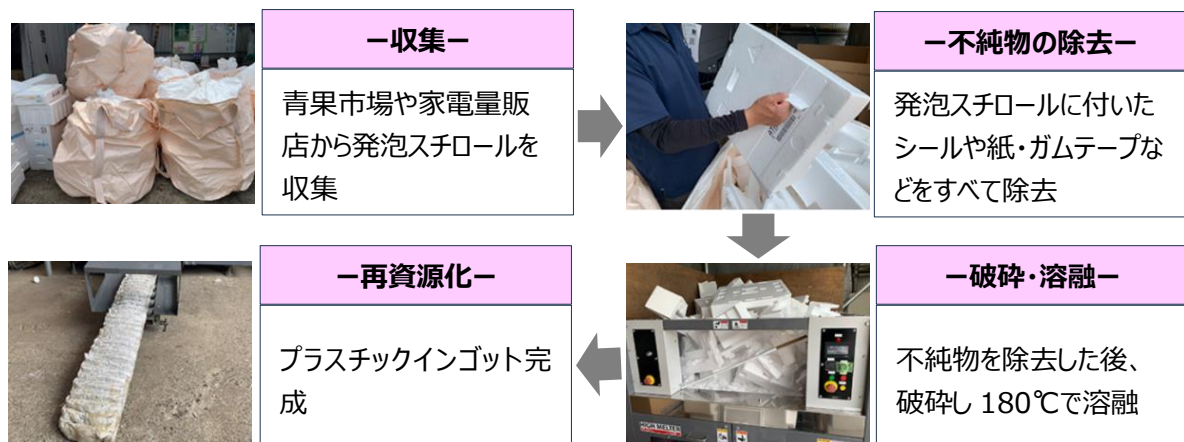 ー収集ー
青果市場や家電量販
店から発泡スチロールを
収集
ー不純物の除去ー
発泡スチロールに付いた
シールや紙・ガムテープな
どをすべて除去
ー破砕・溶融ー
不純物を除去した後、
破砕し 180℃で溶融
HIGH MELTER
ー再資源化ー
プラスチックインゴット完
成